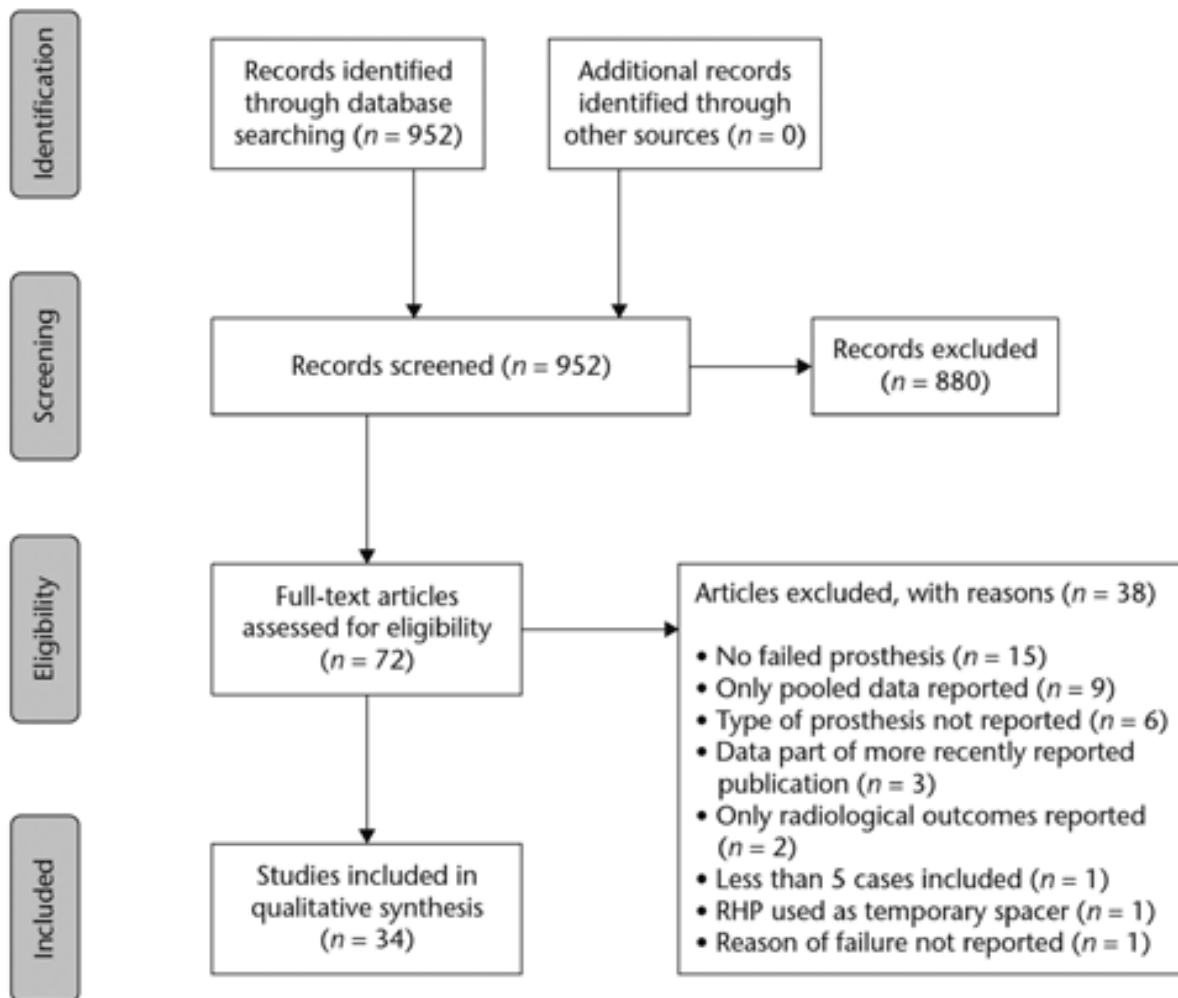 Identification
Records identified
through database
searching (n = 952)
Additional records
identified through
other sources (n = 0)
Screening
Records screened (n = 952)
Records excluded
(n = 880)
Eligibility
Full-text articles
assessed for eligibility
(n = 72)
Articles excluded, with reasons (n = 38)
• No failed prosthesis (n = 15)
• Only pooled data reported (n = 9)
• Type of prosthesis not reported (n = 6)
• Data part of more recently reported
publication (n = 3)
• Only radiological outcomes reported
(n = 2)
• Less than 5 cases included (n = 1)
• RHP used as temporary spacer (n = 1)
• Reason of failure not reported (n = 1)
Included
Studies included in
qualitative synthesis
(n = 34)